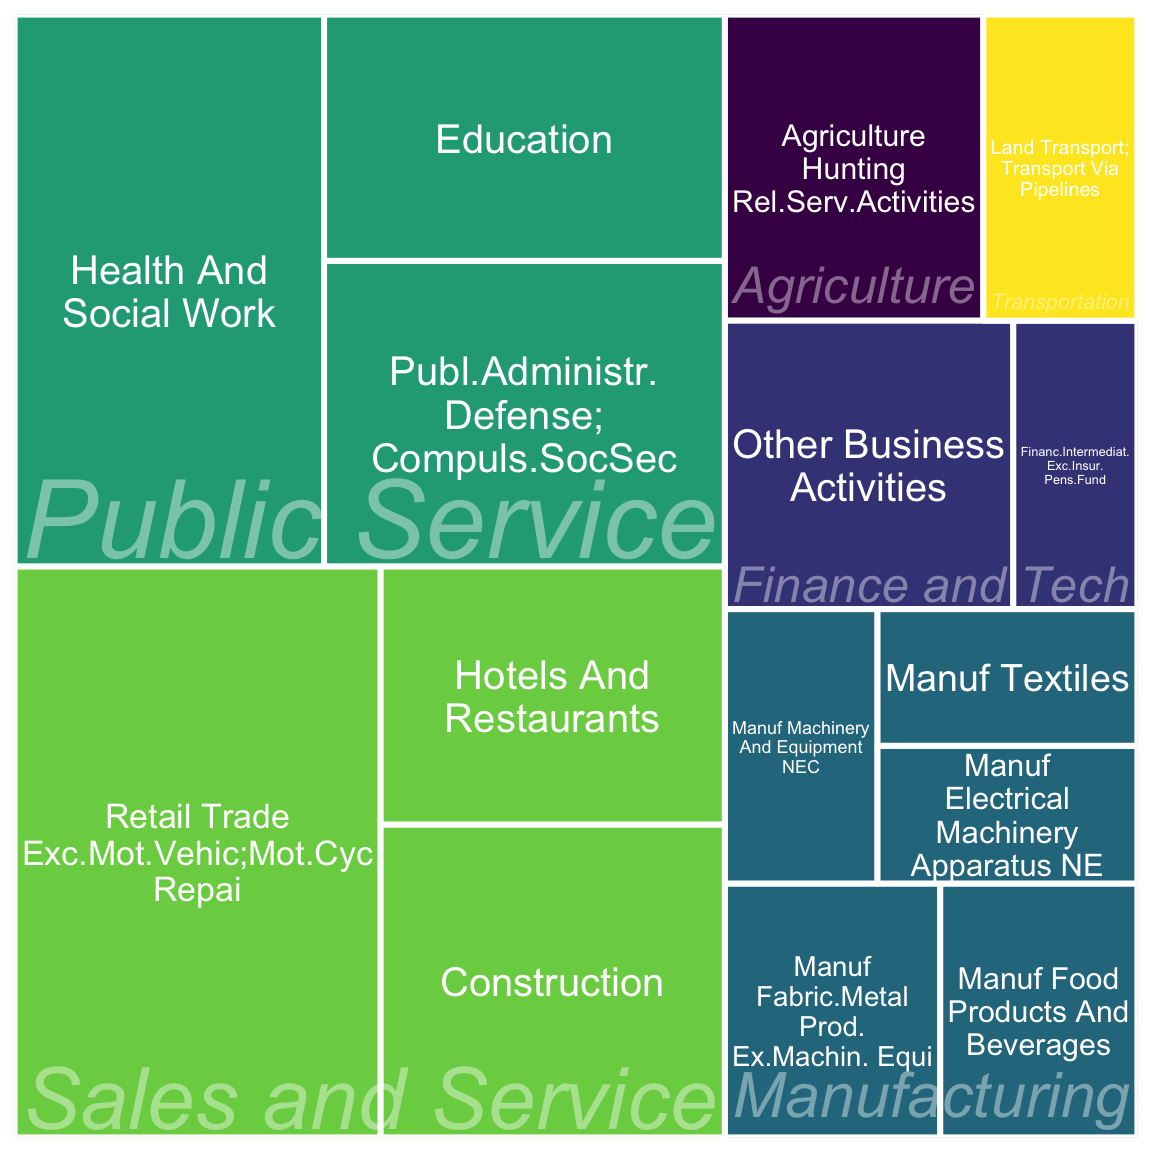 Health And
Social Work
Education
Publ.Administr.
Defense;
Compuls.SocSec
Public Service
Retail Trade
Exc.Mot.Vehic;Mot.Cyc
Repai
Hotels And
Restaurants
Construction
Sales and Service
Agriculture
Hunting
Rel.Serv.Activities
Agriculture
Land Transport;
Transport Via
Pipelines
Transportation
Other Business
Activities
Financ.Intermediat.
Exc.Insur.
Pens.Fund
Finance and Tech
Manuf Machinery
And Equipment
NEC
Manuf Textiles
Manuf
Electrical
Machinery
Apparatus NE
Manuf
Fabric.Metal
Prod.
Ex.Machin. Equi
Manuf Food
Products And
Beverages
Manufacturing